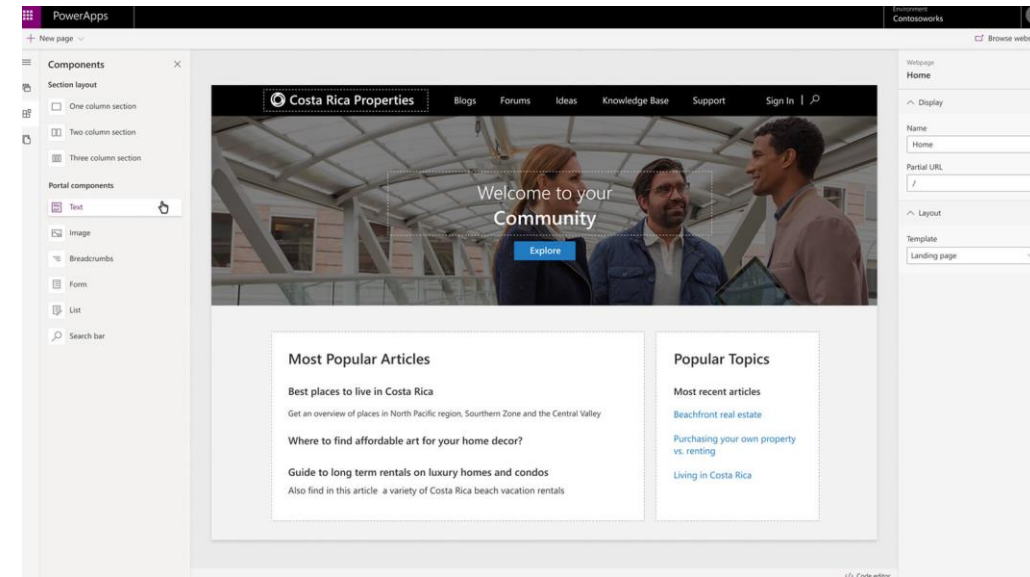 PowerApps
Environment
Contosoworks
New page
Browse webs
Components
Section layout
One column section
Two column section
Three column section
Portal components
Text
Image
Breadcrumbs
Form
List
Search bar
Costa Rica Properties
Blogs
Forums
Ideas
Knowledge Base
Support
Sign In |
Welcome to your
Community
Explore
Most Popular Articles
Best places to live in Costa Rica
Get an overview of places in North Pacific region, Sourthern Zone and the Central Valley
Where to find affordable art for your home decor?
Guide to long term rentals on luxury homes and condos
Also find in this article a variety of Costa Rica beach vacation rentals
Popular Topics
Most recent articles
Beachfront real estate
Purchasing your own property
vs. renting
Living in Costa Rica
Webpage
Home
Display
Name
Home
Partial URL
/
Layout
Template
Landing page
</> Code editor